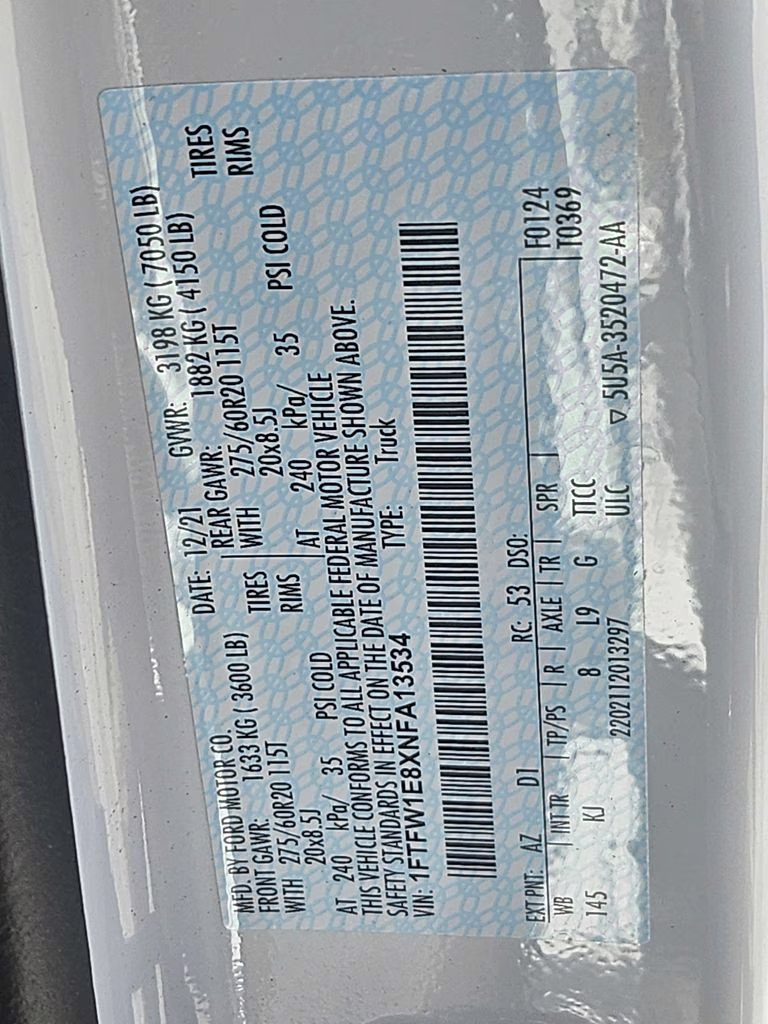 MFD. BY FORD MOTOR CO.
DATE: 12/21 GVWR: 3198 KG ( 7050 LB)
FRONT GAWR: 1633 KG ( 3600 LB)
REAR GAWR: 1882 KG ( 4150 LB)
WITH 275/60R20 115T TIRES
WITH 275/60R20 115T TIRES
20x8.5J RIMS
20x8.5J RIMS
AT 240 kPa/ 35 PSI COLD
AT 240 kPa/ 35 PSI COLD
THIS VEHICLE CONFORMS TO ALL APPLICABLE FEDERAL MOTOR VEHICLE
SAFETY STANDARDS IN EFFECT ON THE DATE OF MANUFACTURE SHOWN ABOVE.
VIN: 1FTFW1E8XNFA13534 TYPE: Truck
EXT PNT: AZ D1 RC: 53 DSO: F0124
WB | INT TR | TP/PS | R | AXLE | TR | SPR | T0369
145 KJ 8 L9 G TTCC
2202112013297 ULC ▽ 5U5A-3520472-AA